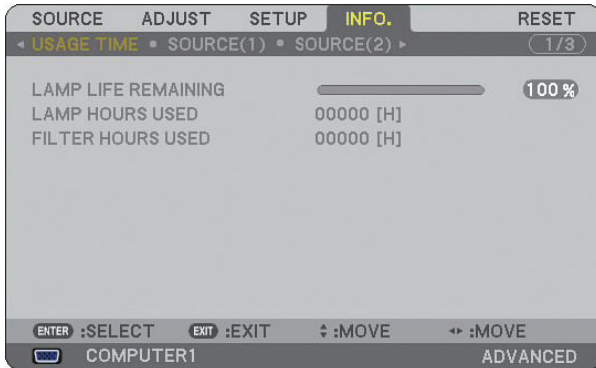 SOURCE ADJUST SETUP INFO. RESET
USAGE TIME • SOURCE(1) • SOURCE(2) 1/3
LAMP LIFE REMAINING 100 %
LAMP HOURS USED 00000 [H]
FILTER HOURS USED 00000 [H]
ENTER :SELECT EXIT :EXIT :MOVE :MOVE
COMPUTER1 ADVANCED